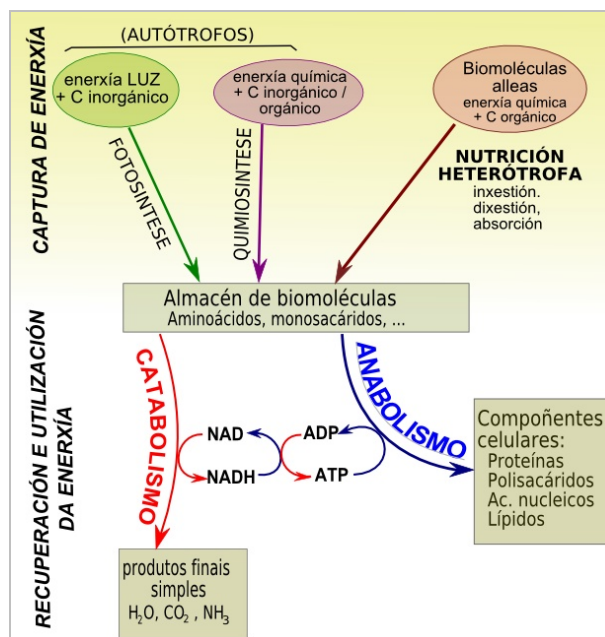 (AUTÓTROFOS)
enerxía LUZ
+ C inorgánico
enerxía química
+ C inorgánico /
orgánico
Biomoléculas
alleas
enerxía química
+ C orgánico
CAPTURA DE ENERXÍA
FOTOSINTESE
QUIMIOSINTESE
NUTRICIÓN
HETERÓTROFA
inxestión.
dixestión,
absorción
Almacén de biomoléculas
Aminoácidos, monosacáridos, ...
RECUPERACIÓN E UTILIZACIÓN
DA ENERXÍA
CATABOLISMO
ANABOLISMO
NAD
ADP
NADH
ATP
Compoñentes
celulares:
Proteínas
Polisacáridos
Ac. nucleicos
Lípidos
produtos finais
simples
H₂O, CO₂ , NH₃